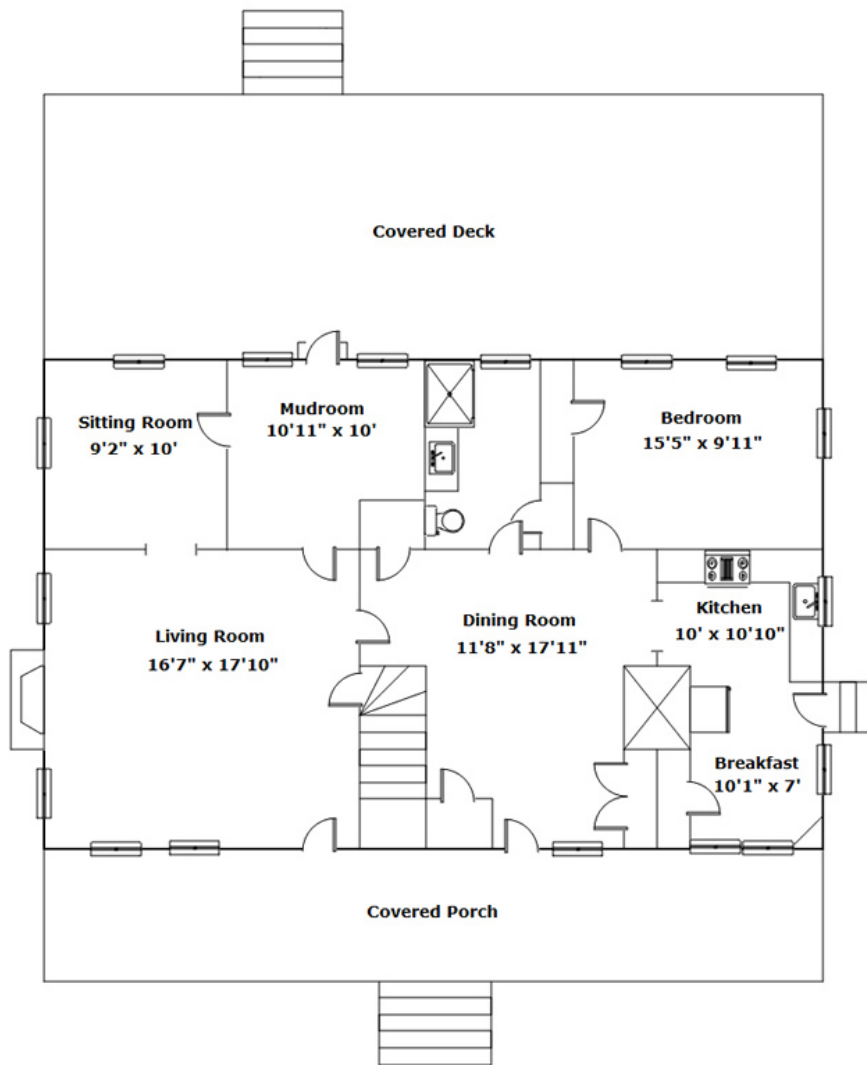 Covered Deck
Sitting Room
9'2" x 10'
Mudroom
10'11" x 10'
Bedroom
15'5" x 9'11"
Living Room
16'7" x 17'10"
Dining Room
11'8" x 17'11"
Kitchen
10' x 10'10"
Breakfast
10'1" x 7'
Covered Porch